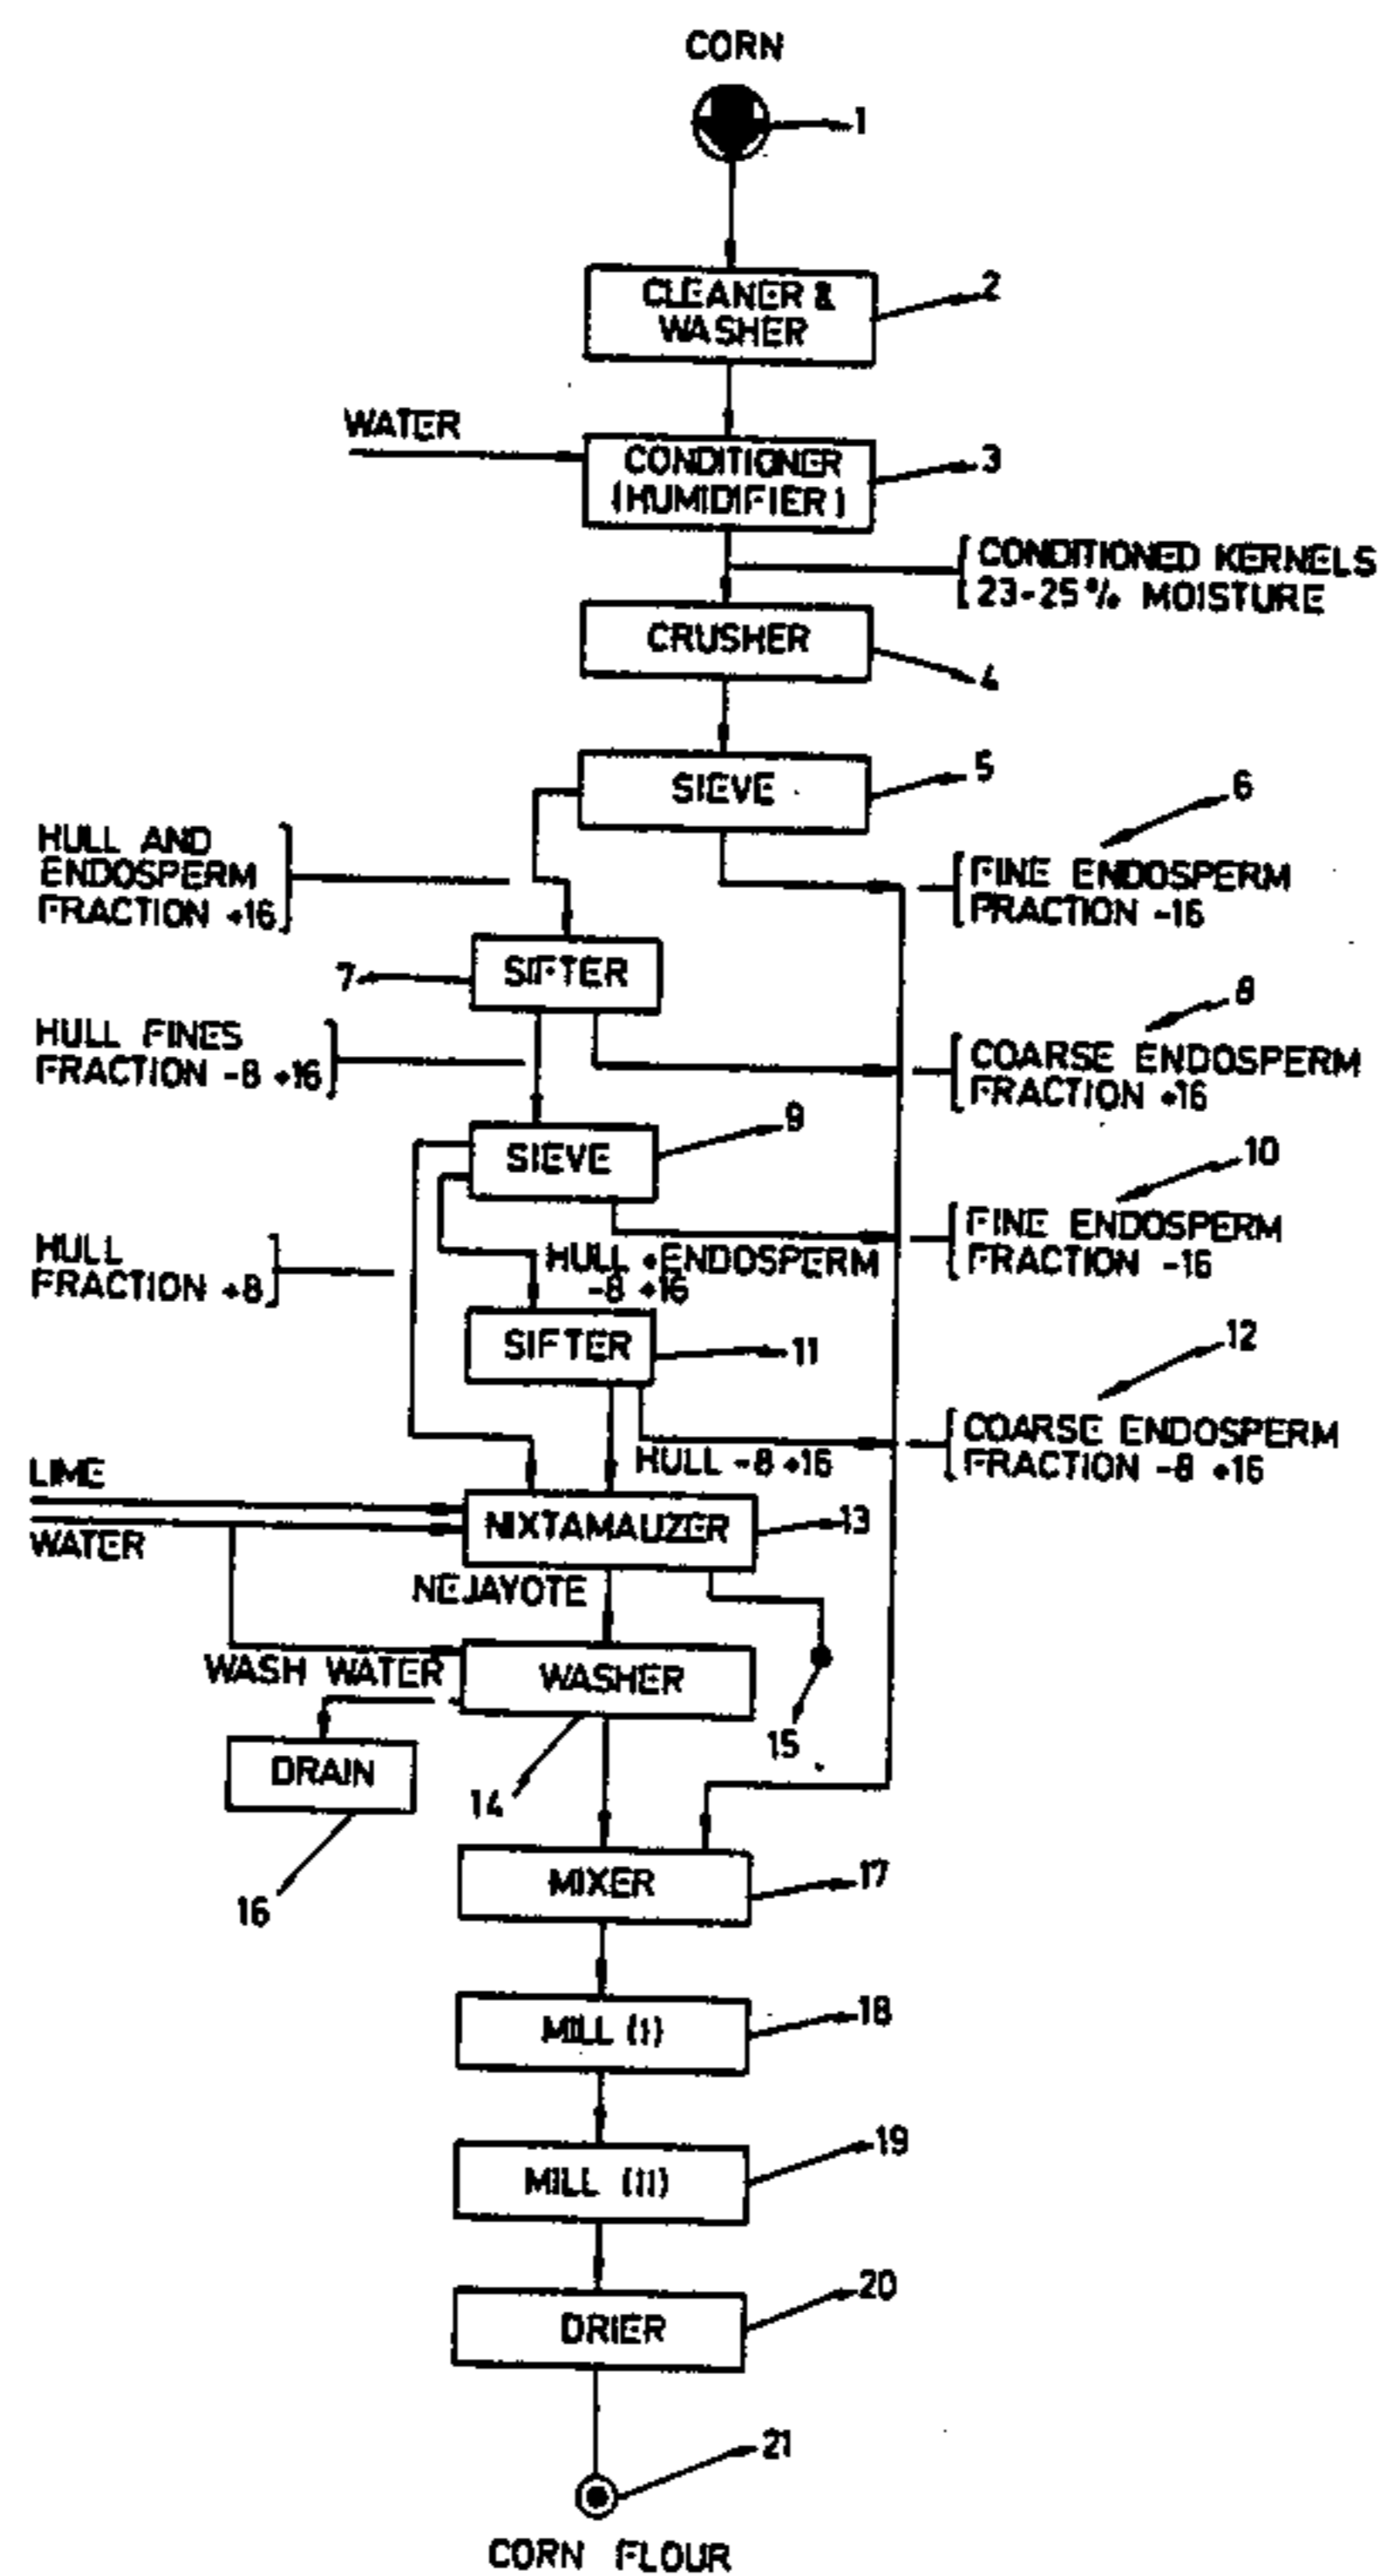 CORN
1
CLEANER &
WASHER
2
WATER
CONDITIONER
(HUMIDIFIER)
3
CONDITIONED KERNELS
23-25% MOISTURE
CRUSHER
4
SIEVE
5
6
HULL AND
ENDOSPERM
FRACTION +16
FINE ENDOSPERM
FRACTION -16
SIFTER
7
8
HULL FINES
FRACTION -8 +16
COARSE ENDOSPERM
FRACTION +16
SIEVE
9
10
HULL
FRACTION +8
HULL +ENDOSPERM
-8 +16
FINE ENDOSPERM
FRACTION -16
SIFTER
11
12
HULL -8 +16
COARSE ENDOSPERM
FRACTION -8 +16
LIME
WATER
NIXTAMAUZER
13
NEJAYOTE
WASH WATER
WASHER
15
DRAIN
14
16
MIXER
17
MILL (I)
18
MILL (II)
19
DRIER
20
21
CORN FLOUR